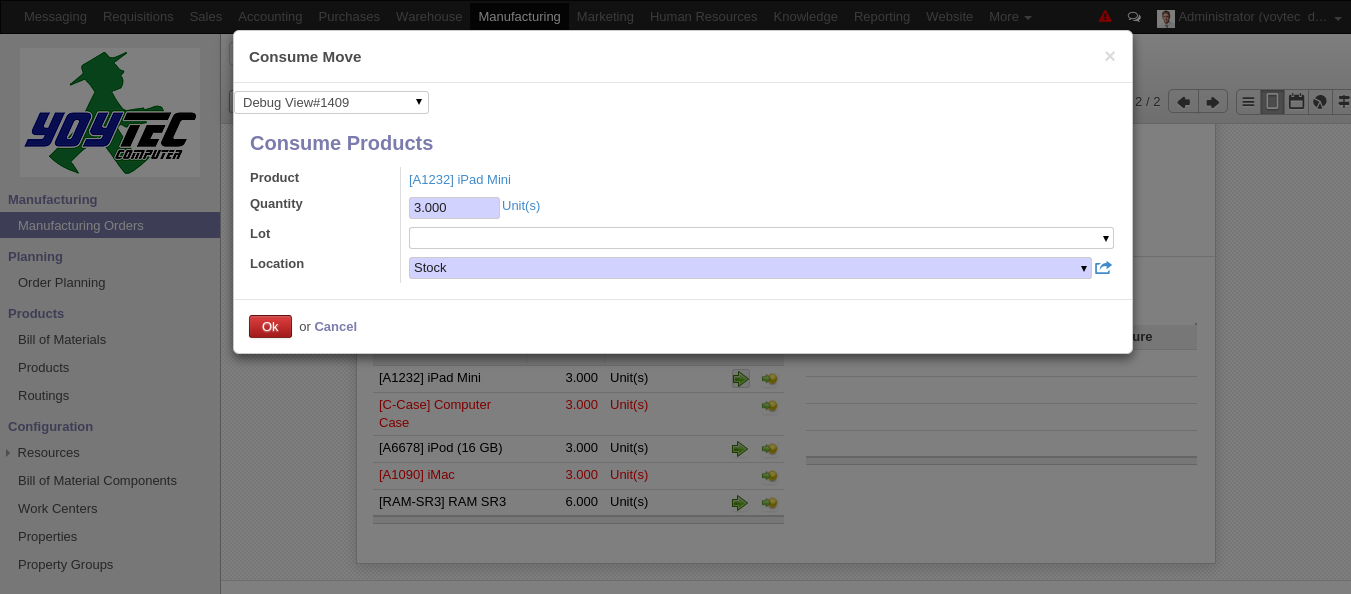 Messaging Requisitions Sales Accounting Purchases Warehouse Manufacturing Marketing Human Resources Knowledge Reporting Website More Administrator (yoytec_d...
Consume Move ×
2 / 2
Debug View#1409
YOYTEC
COMPUTER
Consume Products
Product [A1232] iPad Mini
Quantity 3.000 Unit(s)
Lot
Location Stock
Ok or Cancel
Manufacturing
Manufacturing Orders
Planning
Order Planning
Products
Bill of Materials
Products
Routings
Configuration
Resources
Bill of Material Components
Work Centers
Properties
Property Groups
[A1232] iPad Mini 3.000 Unit(s)
[C-Case] Computer 3.000 Unit(s)
Case
[A6678] iPod (16 GB) 3.000 Unit(s)
[A1090] iMac 3.000 Unit(s)
[RAM-SR3] RAM SR3 6.000 Unit(s)
ure